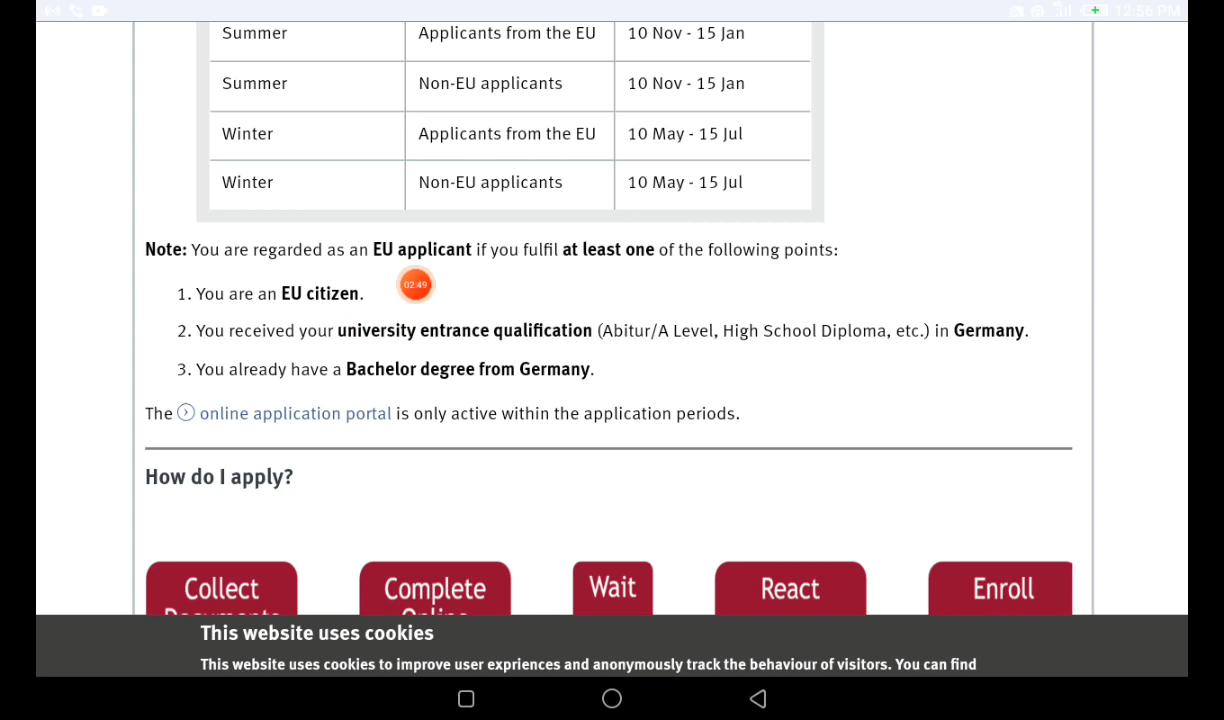 12:56 PM
Summer Applicants from the EU 10 Nov - 15 Jan
Summer Non-EU applicants 10 Nov - 15 Jan
Winter Applicants from the EU 10 May - 15 Jul
Winter Non-EU applicants 10 May - 15 Jul
Note: You are regarded as an EU applicant if you fulfil at least one of the following points:
02:49
1. You are an EU citizen.
2. You received your university entrance qualification (Abitur/A Level, High School Diploma, etc.) in Germany.
3. You already have a Bachelor degree from Germany.
The online application portal is only active within the application periods.
How do I apply?
Collect Complete Wait React Enroll
Documents Online
This website uses cookies
This website uses cookies to improve user expriences and anonymously track the behaviour of visitors. You can find